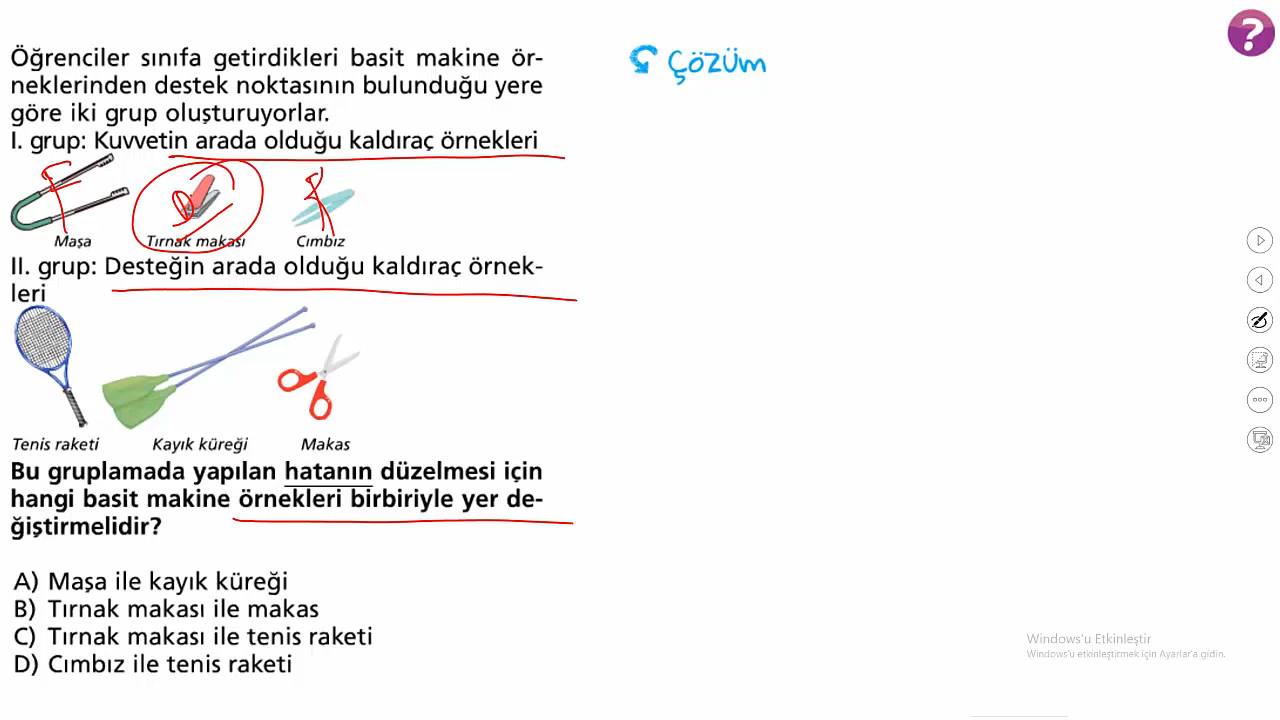 Öğrenciler sınıfa getirdikleri basit makine ör-
neklerinden destek noktasının bulunduğu yere
göre iki grup oluşturuyorlar.
I. grup: Kuvvetin arada olduğu kaldıraç örnekleri
Maşa
Tırnak makası
Cımbız
II. grup: Desteğin arada olduğu kaldıraç örnek-
leri
Tenis raketi
Kayık küreği
Makas
Bu gruplamada yapılan hatanın düzelmesi için
hangi basit makine örnekleri birbiriyle yer de-
ğiştirmelidir?
A) Maşa ile kayık küreği
B) Tırnak makası ile makas
C) Tırnak makası ile tenis raketi
D) Cımbız ile tenis raketi
Çözüm
?
Windows'u Etkinleştir
Windows'u etkinleştirmek için Ayarlar'a gidin.